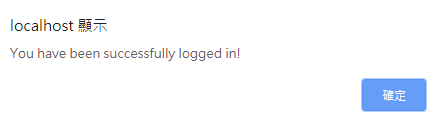 localhost 顯示
You have been successfully logged in!
確定